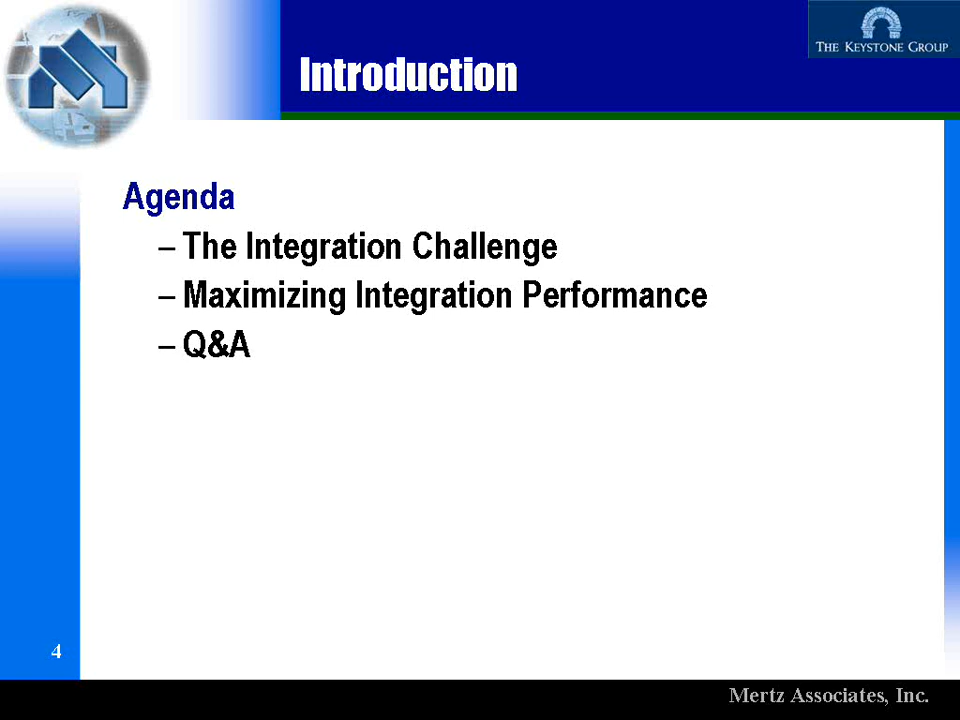 THE KEYSTONE GROUP
Introduction
Agenda
– The Integration Challenge
– Maximizing Integration Performance
– Q&A
4
Mertz Associates, Inc.